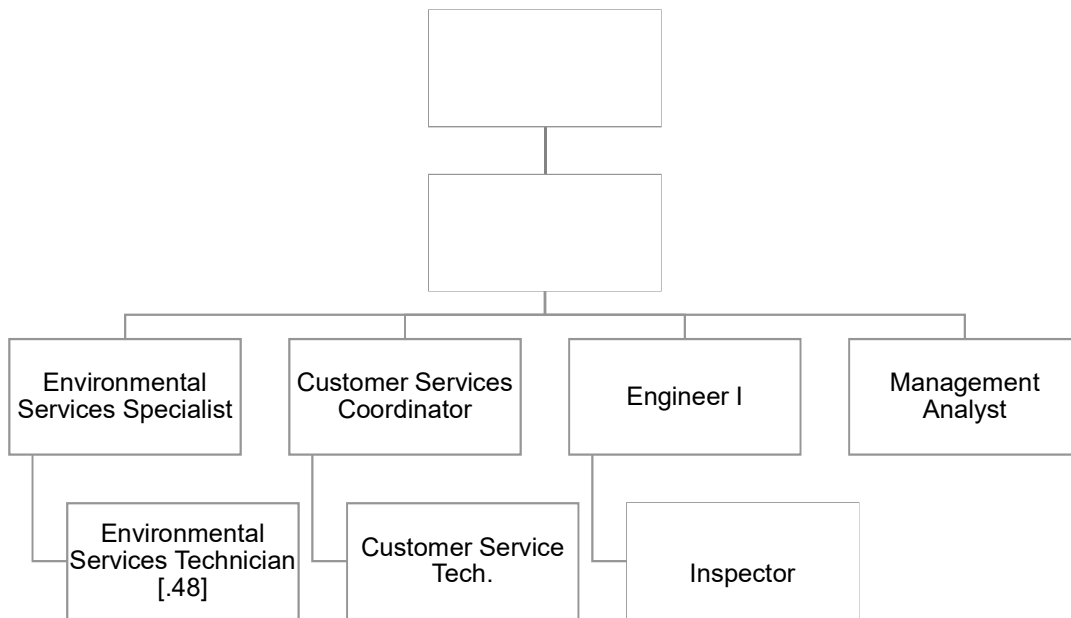 Environmental
Services Specialist
Customer Services
Coordinator
Engineer I
Management
Analyst
Environmental
Services Technician
[.48]
Customer Service
Tech.
Inspector